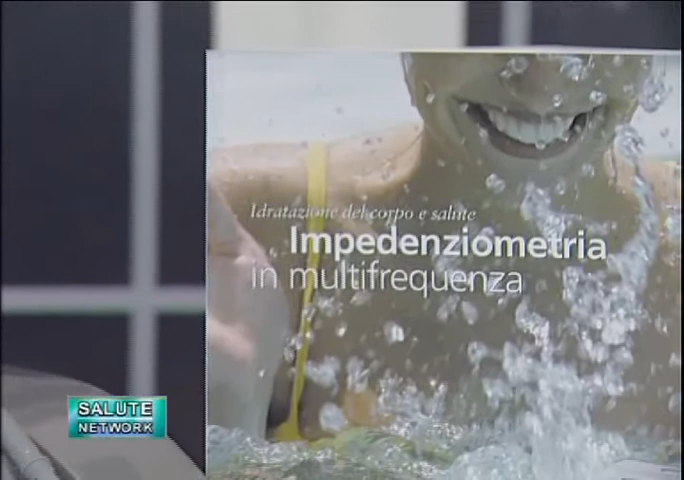 Idratazione del corpo e salute
Impedenziometria
in multifrequenza
SALUTE
NETWORK